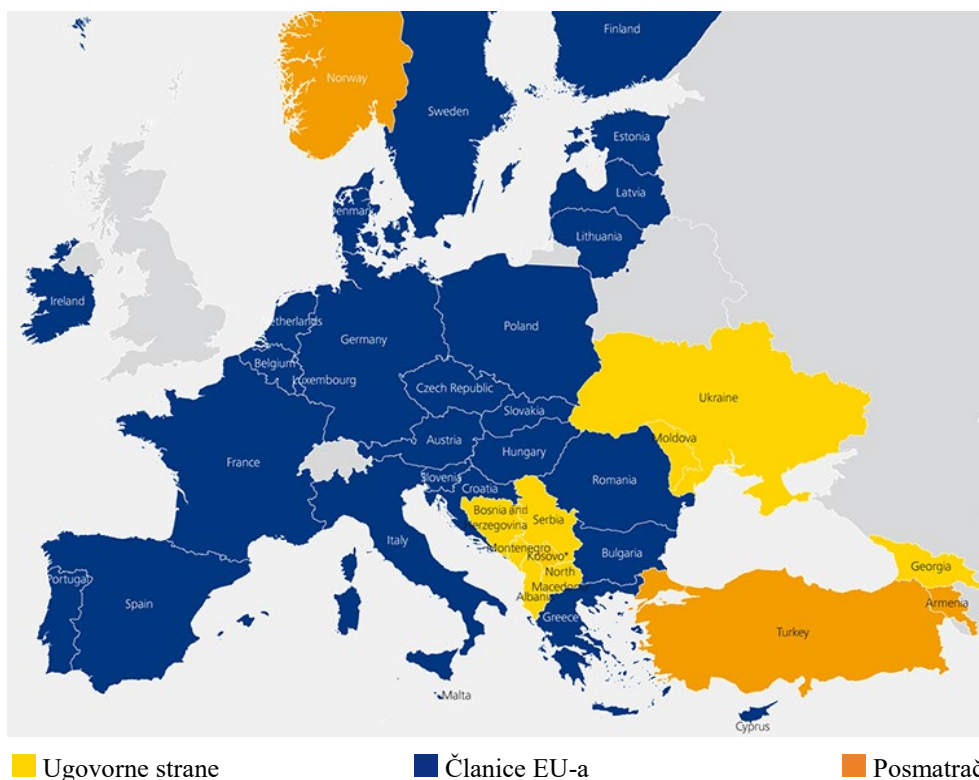 Finland
Norway
Sweden
Estonia
Latvia
Denmark
Lithuania
Ireland
Netherlands
Poland
Germany
Belgium
Luxembourg
Czech Republic
Ukraine
Slovakia
Moldova
Austria
Hungary
France
Slovenia
Romania
Croatia
Bosnia and
Herzegovina
Serbia
Italy
Montenegro
Kosovo*
Bulgaria
Georgia
North
Macedon
Portugal
Albania
Spain
Armenia
Greece
Turkey
Malta
Cyprus
Ugovorne strane
Članice EU-a
Posmatrač